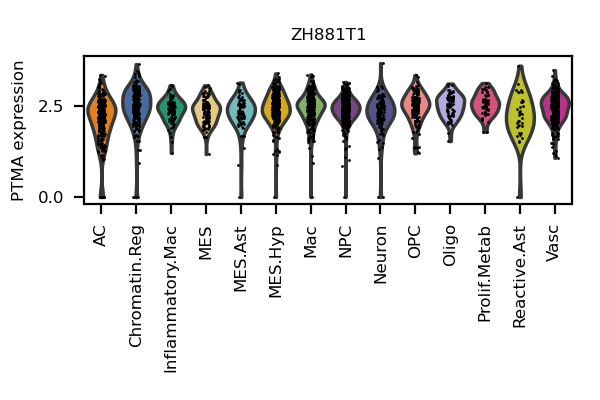 ZH881T1
PTMA expression
2.5
0.0
AC
Chromatin.Reg
Inflammatory.Mac
MES
MES.Ast
MES.Hyp
Mac
NPC
Neuron
OPC
Oligo
Prolif.Metab
Reactive.Ast
Vasc